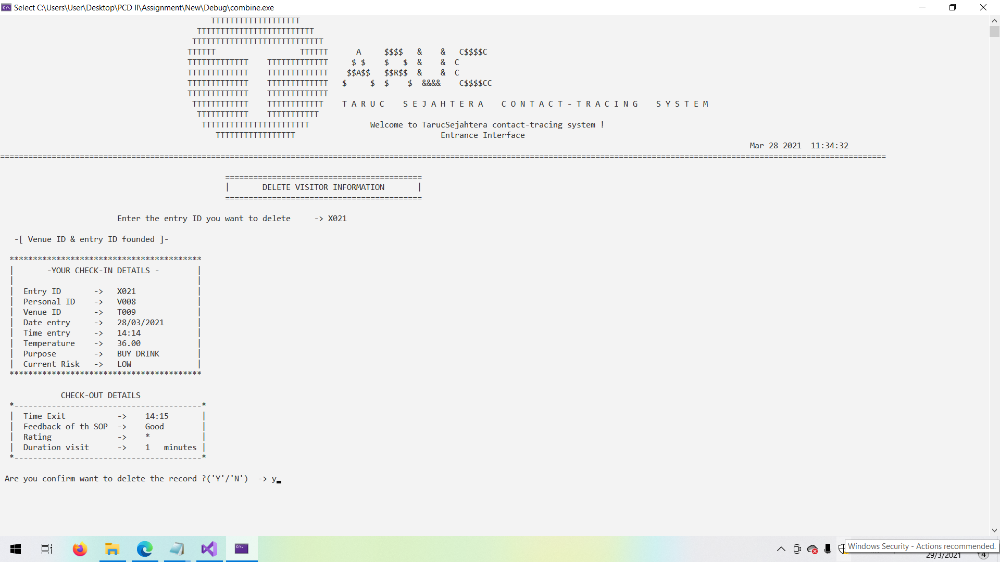 Select C:\Users\User\Desktop\PCD II\Assignment\New\Debug\combine.exe
TTTTTTTTTTTTTTTTTTT
TTTTTTTTTTTTTTTTTTTTTTTTT
TTTTTTTTTTTTTTTTTTTTTTTTTTTT
TTTTTT                  TTTTTT      A     $$$$   &    &   C$$$$C
TTTTTTTTTTTTT    TTTTTTTTTTTTT     $ $    $   $  &    &  C
TTTTTTTTTTTTT    TTTTTTTTTTTTT    $$A$$   $$R$$  &    &  C
TTTTTTTTTTTTT    TTTTTTTTTTTTT   $     $  $    $  &&&&    C$$$$CC
TTTTTTTTTTTTT    TTTTTTTTTTTTT
TTTTTTTTTTTT    TTTTTTTTTTTT    T A R U C    S E J A H T E R A    C O N T A C T - T R A C I N G    S Y S T E M
TTTTTTTTTTT    TTTTTTTTTTT
TTTTTTTTTTTTTTTTTTTTTTT             Welcome to TarucSejahtera contact-tracing system !
TTTTTTTTTTTTTTTTT                               Entrance Interface
Mar 28 2021  11:34:32
=============================================================================================================================================================================================
==========================================
|       DELETE VISITOR INFORMATION       |
==========================================
Enter the entry ID you want to delete     -> X021
-[ Venue ID & entry ID founded ]-
*****************************************
|       -YOUR CHECK-IN DETAILS -        |
|                                       |
|  Entry ID       ->   X021             |
|  Personal ID    ->   V008             |
|  Venue ID       ->   T009             |
|  Date entry     ->   28/03/2021       |
|  Time entry     ->   14:14            |
|  Temperature    ->   36.00            |
|  Purpose        ->   BUY DRINK        |
|  Current Risk   ->   LOW              |
*****************************************
CHECK-OUT DETAILS
*----------------------------------------*
|  Time Exit           ->    14:15       |
|  Feedback of th SOP  ->    Good        |
|  Rating              ->    *           |
|  Duration visit      ->    1   minutes |
*----------------------------------------*
Are you confirm want to delete the record ?('Y'/'N')  -> y
Windows Security - Actions recommended.
29/3/2021
4